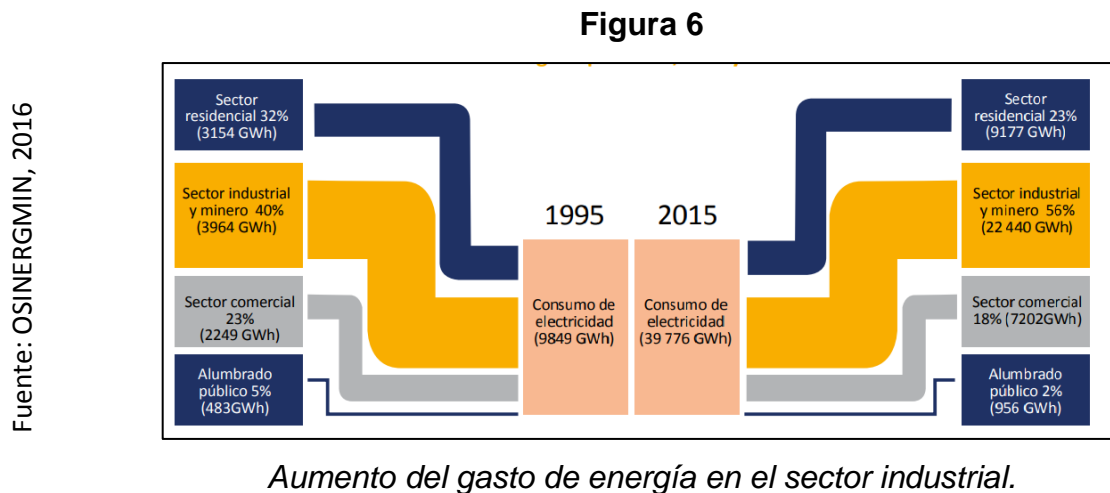 Figura 6
Fuente: OSINERGMIN, 2016
Sector
residencial 32%
(3154 GWh)
Sector industrial
y minero 40%
(3964 GWh)
Sector comercial
23%
(2249 GWh)
Alumbrado
público 5%
(483GWh)
1995
2015
Consumo de
electricidad
(9849 GWh)
Consumo de
electricidad
(39 776 GWh)
Sector
residencial 23%
(9177 GWh)
Sector industrial
y minero 56%
(22 440 GWh)
Sector comercial
18% (7202GWh)
Alumbrado
público 2%
(956 GWh)
Aumento del gasto de energía en el sector industrial.